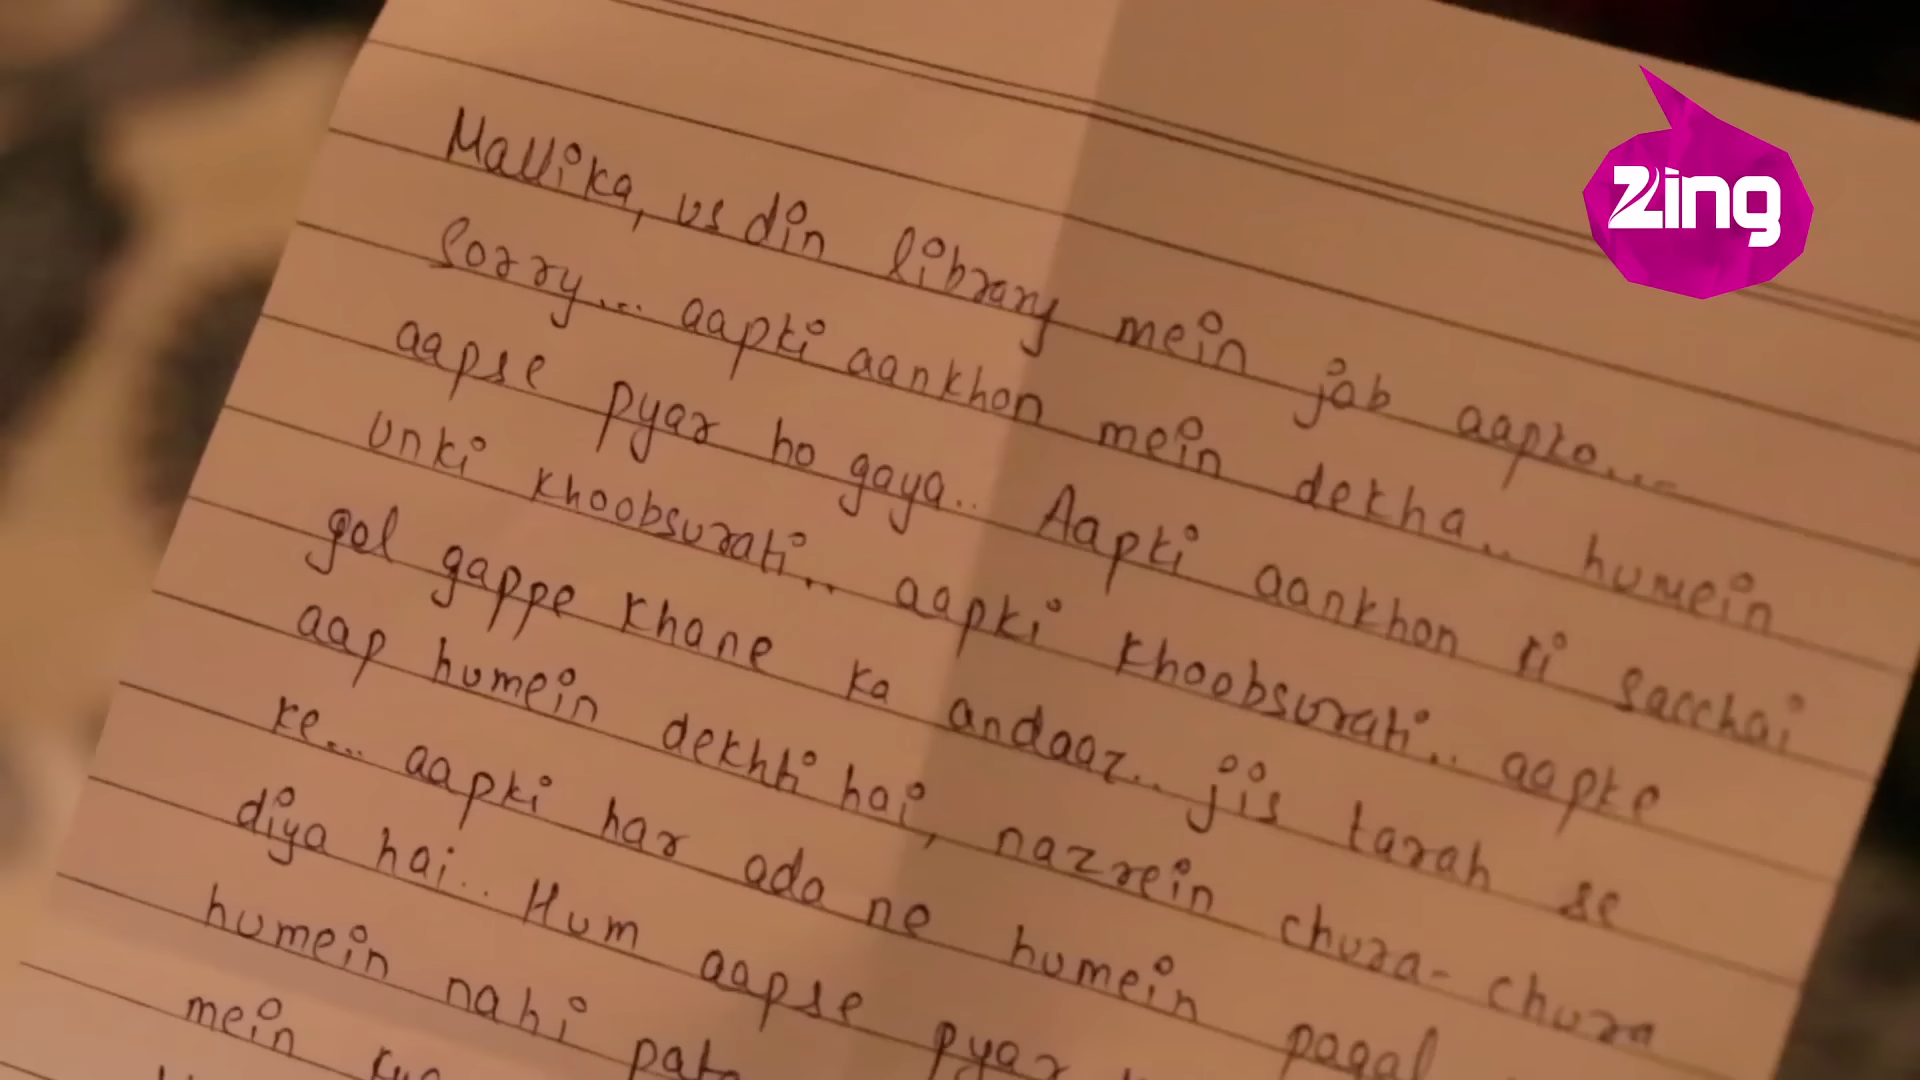 Mallika, us din library mein jab aapko....
Sorry... aapki aankhon mein dekha.. humein
aapse pyar ho gaya.. Aapki aankhon ki sacchai
unki khoobsurati.. aapki khoobsurati.. aapke
gol gappe khane ka andaaz.. jis tarah se
aap humein dekhti hai, nazrein chura-chura
ke... aapki har ada ne humein pagal
diya hai.. Hum aapse pyar
humein nahi
mein
Zing